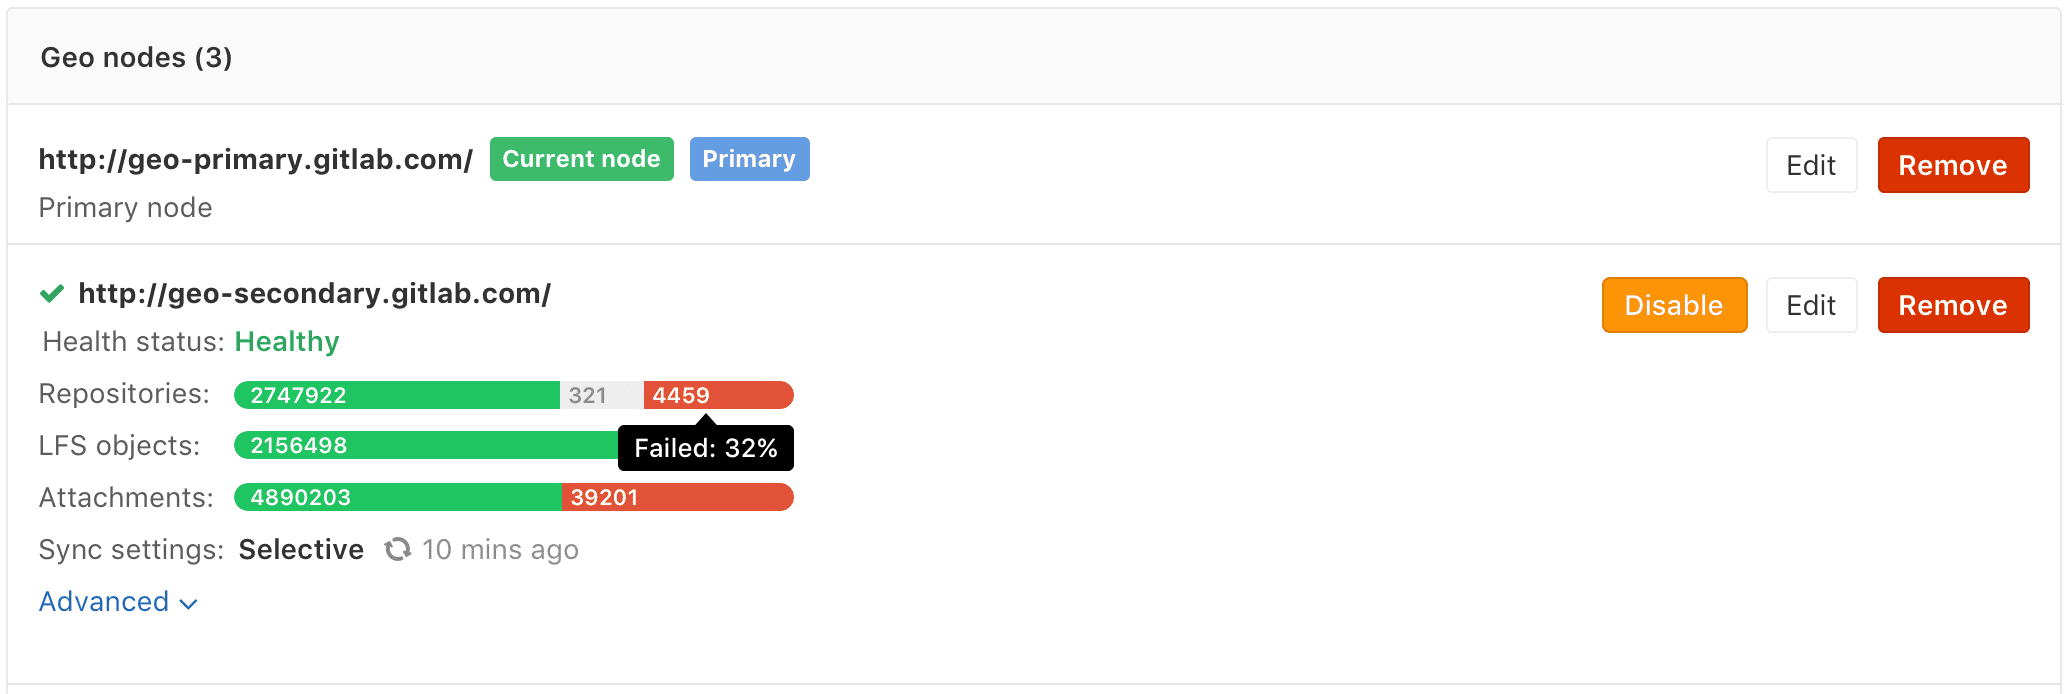 Geo nodes (3)
http://geo-primary.gitlab.com/ Current node Primary Edit Remove
Primary node
http://geo-secondary.gitlab.com/ Disable Edit Remove
Health status: Healthy
Repositories: 2747922 321 4459
LFS objects: 2156498 Failed: 32%
Attachments: 4890203 39201
Sync settings: Selective 10 mins ago
Advanced